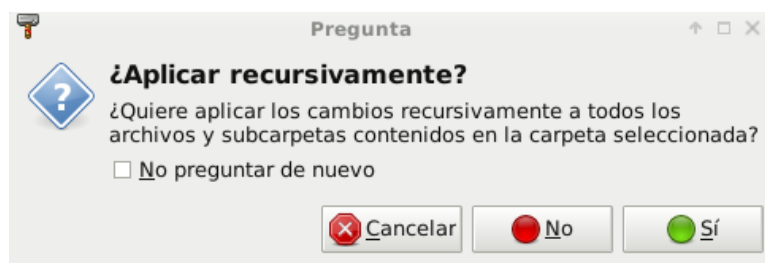 Pregunta
¿Aplicar recursivamente?
¿Quiere aplicar los cambios recursivamente a todos los
archivos y subcarpetas contenidos en la carpeta seleccionada?
No preguntar de nuevo
Cancelar No Sí